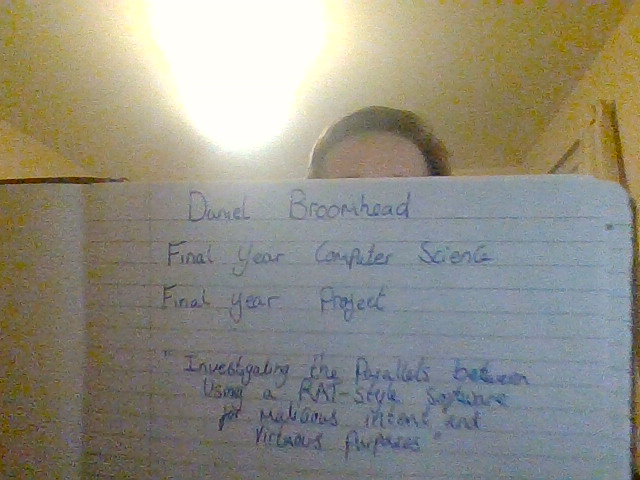 Daniel Broomhead
Final Year Computer Science
Final year Project
"Investigating the Parallels between
Using a RAT-Style Software
for malicious intent and
Virtuous purposes"